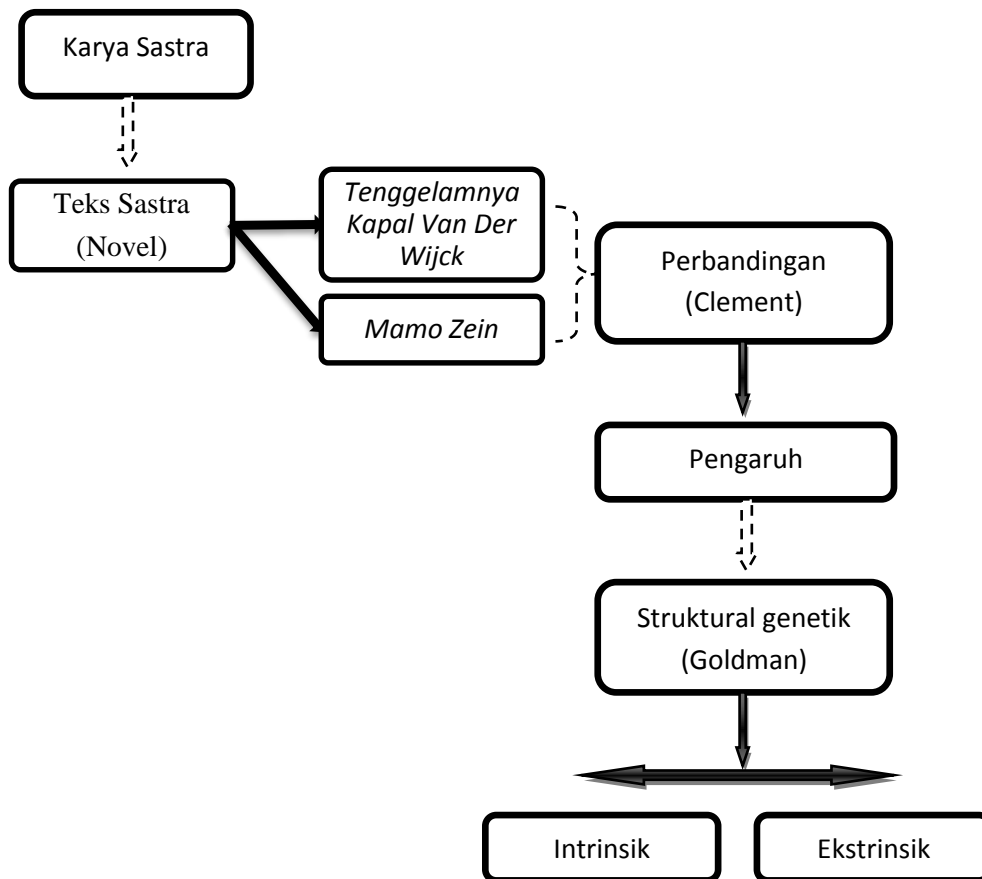 Karya Sastra
Teks Sastra
(Novel)
Tenggelamnya
Kapal Van Der
Wijck
Mamo Zein
Perbandingan
(Clement)
Pengaruh
Struktural genetik
(Goldman)
Intrinsik
Ekstrinsik